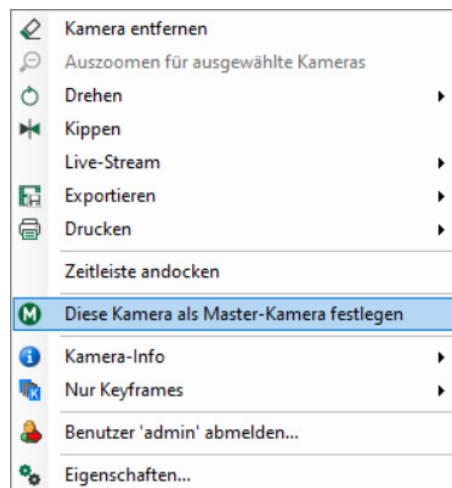 Kamera entfernen
Auszoomen für ausgewählte Kameras
Drehen
Kippen
Live-Stream
Exportieren
Drucken
Zeitleiste andocken
M Diese Kamera als Master-Kamera festlegen
Kamera-Info
K Nur Keyframes
Benutzer 'admin' abmelden...
Eigenschaften...